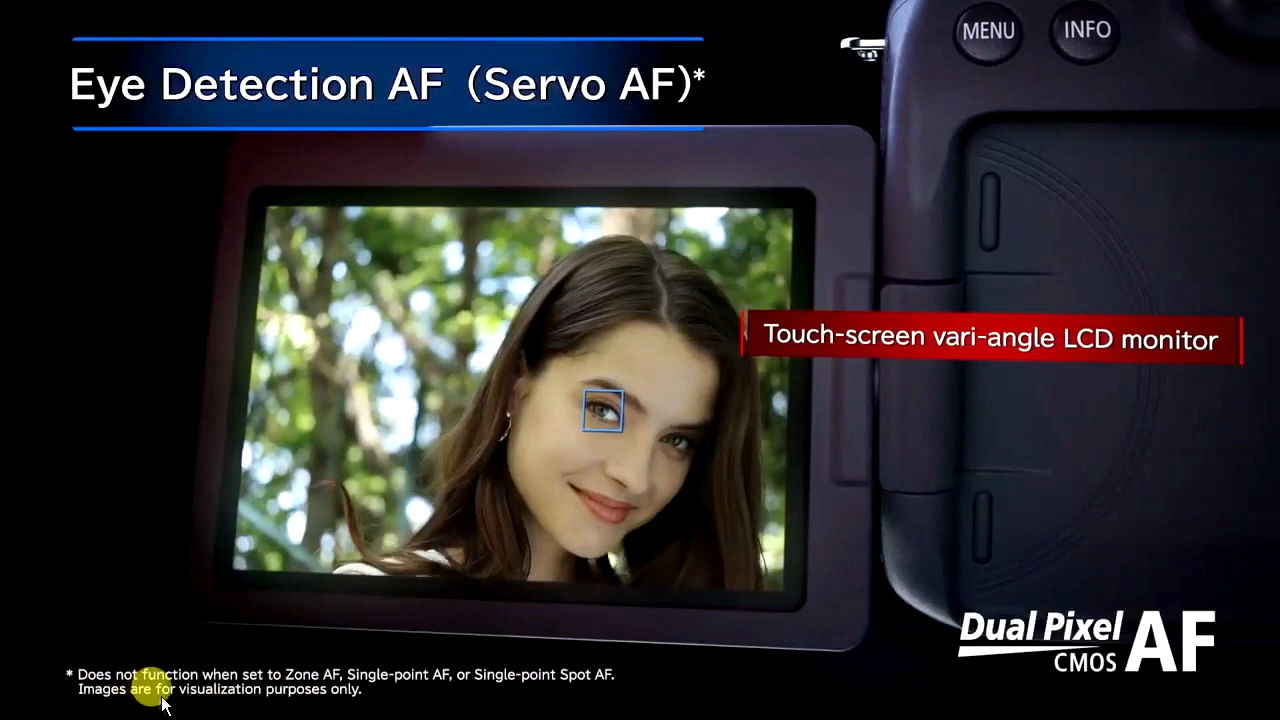 MENU INFO
Eye Detection AF (Servo AF)*
Touch-screen vari-angle LCD monitor
Dual Pixel
CMOS AF
* Does not function when set to Zone AF, Single-point AF, or Single-point Spot AF.
Images are for visualization purposes only.